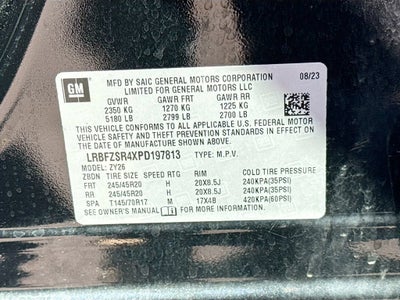 GM
MFD BY SAIC GENERAL MOTORS CORPORATION 08/23
LIMITED FOR GENERAL MOTORS LLC
GVWR GAWR FRT GAWR RR
2350 KG 1270 KG 1225 KG
5180 LB 2799 LB 2700 LB
THIS VEHICLE CONFORMS TO ALL APPLICABLE U.S. FEDERAL MOTOR
VEHICLE SAFETY AND THEFT PREVENTION STANDARDS IN EFFECT ON THE
DATE OF MANUFACTURE SHOWN ABOVE.
LRBFZSR4XPD197813 TYPE: M.P.V.
MODEL: ZY26
ZBDN TIRE SIZE SPEED RTG RIM COLD TIRE PRESSURE
FRT 245/45R20 H 20X8.5J 240KPA(35PSI)
RR 245/45R20 H 20X8.5J 240KPA(35PSI)
SPA T145/70R17 M 17X4B 420KPA(60PSI)
SEE OWNER'S MANUAL FOR MORE INFORMATION.